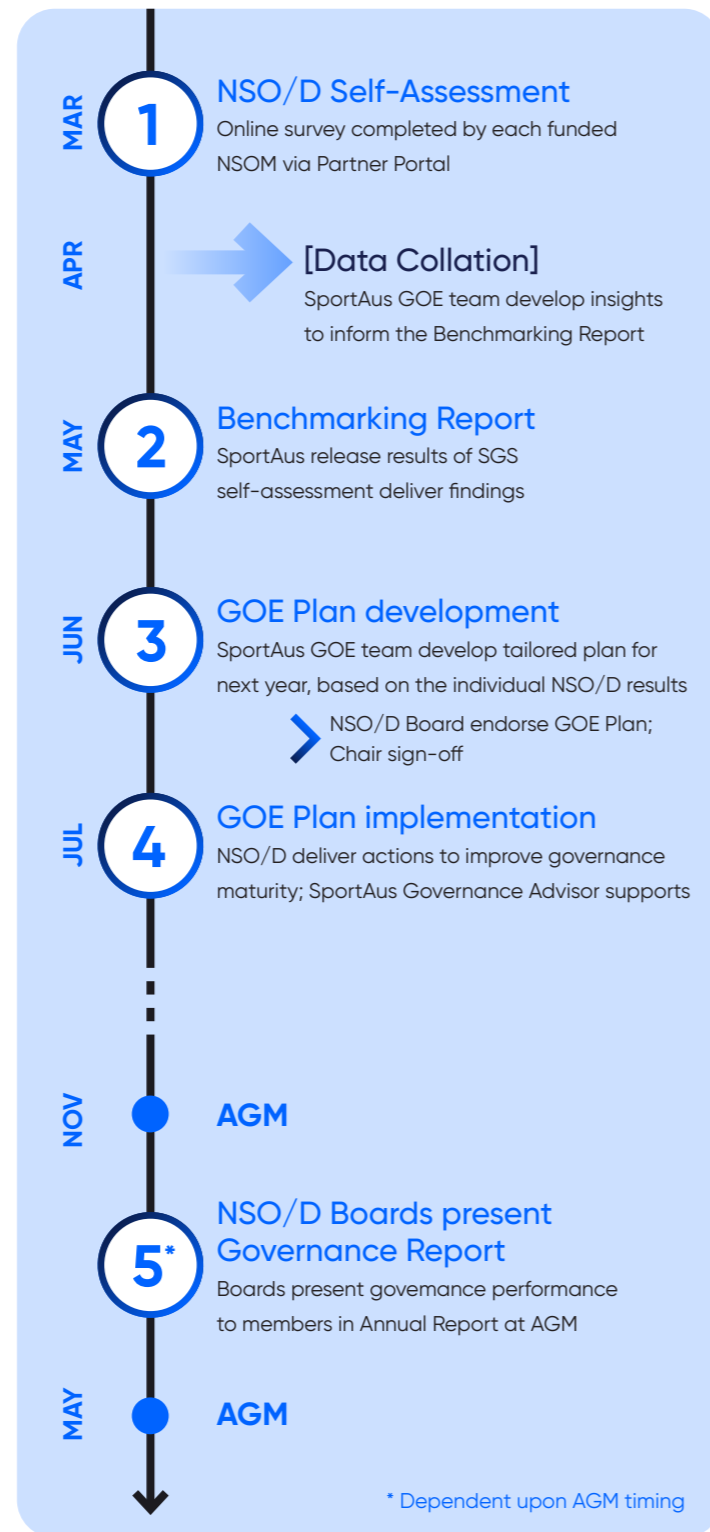 MAR
1
NSO/D Self-Assessment
Online survey completed by each funded
NSOM via Partner Portal
APR
[Data Collation]
SportAus GOE team develop insights
to inform the Benchmarking Report
MAY
2
Benchmarking Report
SportAus release results of SGS
self-assessment deliver findings
JUN
3
GOE Plan development
SportAus GOE team develop tailored plan for
next year, based on the individual NSO/D results
NSO/D Board endorse GOE Plan;
Chair sign-off
JUL
4
GOE Plan implementation
NSO/D deliver actions to improve governance
maturity; SportAus Governance Advisor supports
NOV
AGM
5*
NSO/D Boards present
Governance Report
Boards present govemance performance
to members in Annual Report at AGM
MAY
AGM
* Dependent upon AGM timing